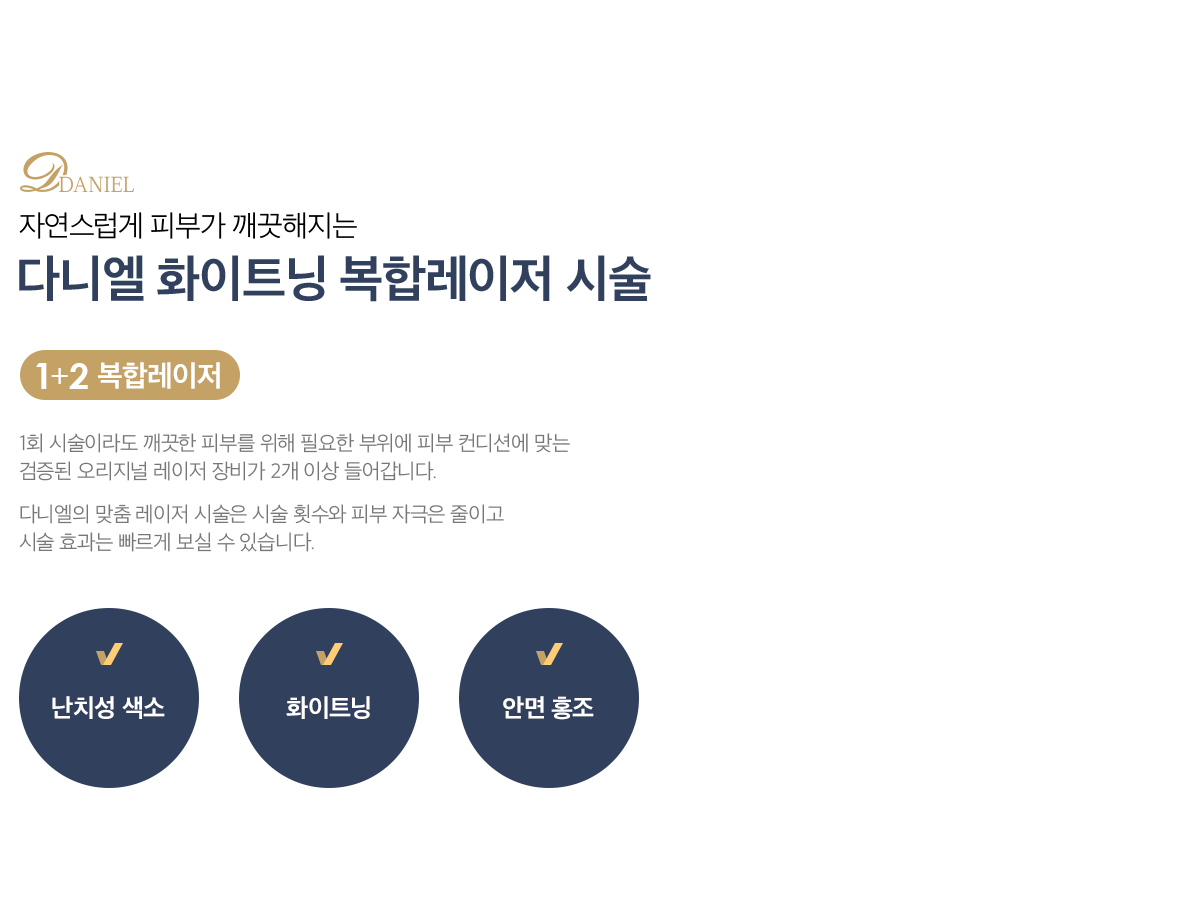 D DANIEL
자연스럽게 피부가 깨끗해지는
다니엘 화이트닝 복합레이저 시술
1+2 복합레이저
1회 시술이라도 깨끗한 피부를 위해 필요한 부위에 피부 컨디션에 맞는
검증된 오리지널 레이저 장비가 2개 이상 들어갑니다.
다니엘의 맞춤 레이저 시술은 시술 횟수와 피부 자극은 줄이고
시술 효과는 빠르게 보실 수 있습니다.
난치성 색소
화이트닝
안면 홍조